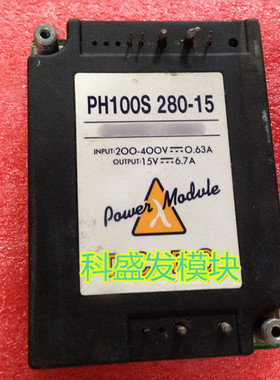 PH100S 280-15
INPUT:200-400V⎓0.63A
OUTPUT:15V⎓6.7A
Power Module
λ
科盛发模块